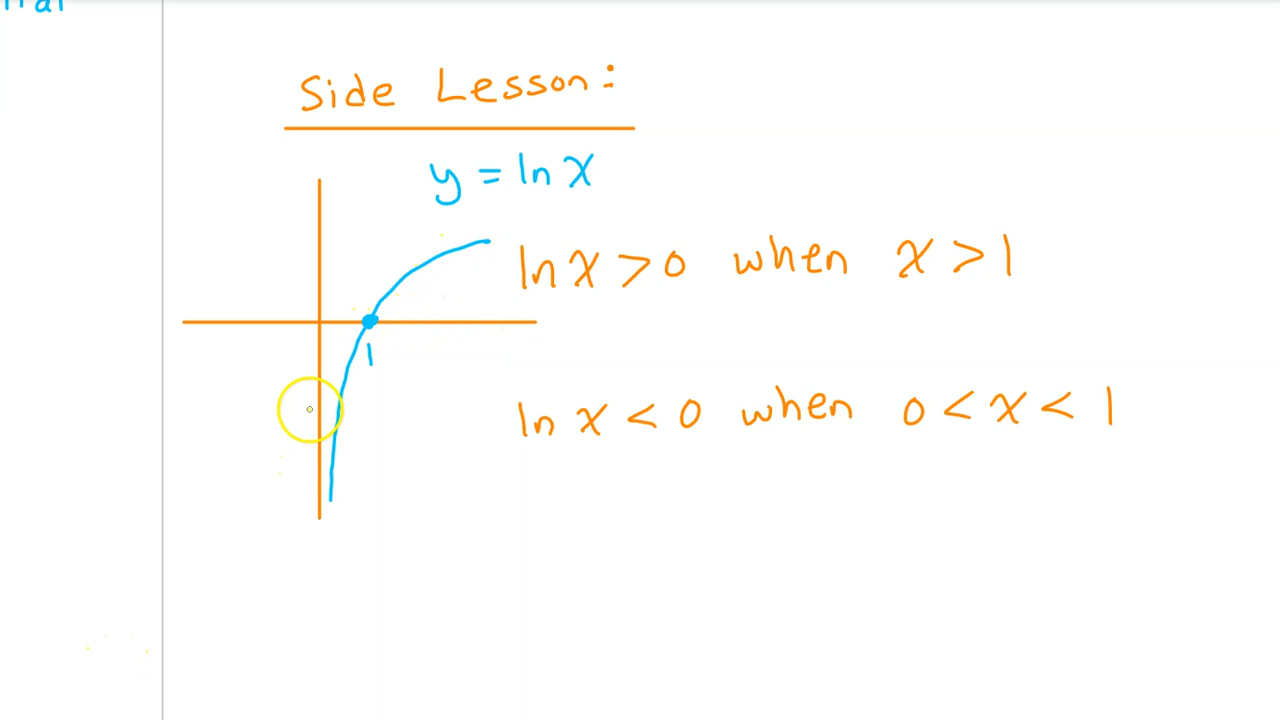 Side Lesson:
y = ln x
ln x > 0 when x > 1
1
ln x < 0 when 0 < x < 1